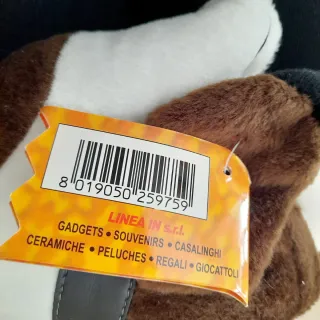 8 019050 259759
LINEA IN s.r.l.
GADGETS • SOUVENIRS • CASALINGHI
CERAMICHE • PELUCHES • REGALI • GIOCATTOLI